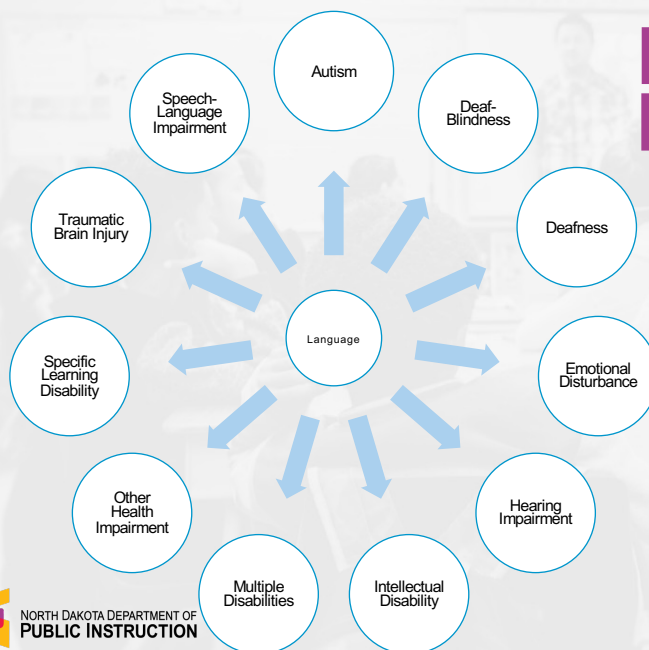 Autism
Deaf-
Blindness
Deafness
Emotional
Disturbance
Hearing
Impairment
Intellectual
Disability
Multiple
Disabilities
Other
Health
Impairment
Specific
Learning
Disability
Traumatic
Brain Injury
Speech-
Language
Impairment
Language
NORTH DAKOTA DEPARTMENT OF
PUBLIC INSTRUCTION